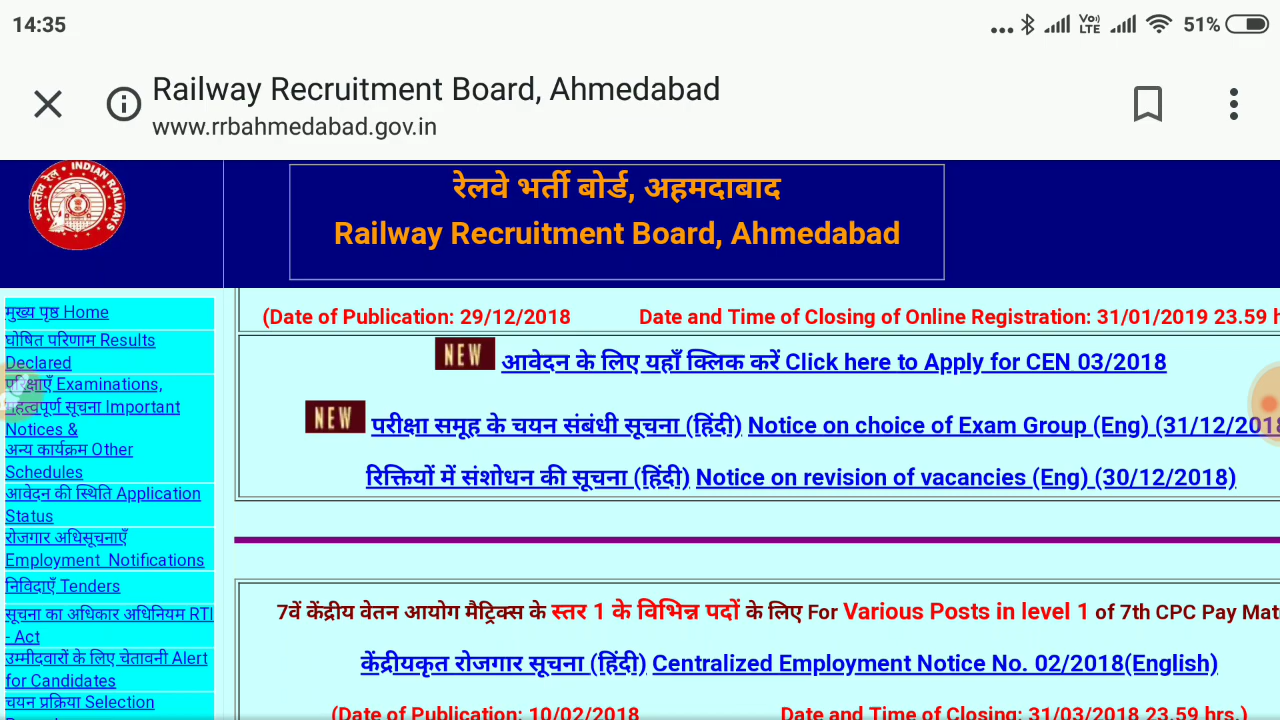 14:35
Vo)) LTE 51%
Railway Recruitment Board, Ahmedabad
www.rrbahmedabad.gov.in
INDIAN RAILWAYS
भारतीय रेल
रेलवे भर्ती बोर्ड, अहमदाबाद
Railway Recruitment Board, Ahmedabad
मुख्य पृष्ठ Home
घोषित परिणाम Results
Declared
परिक्षाएँ Examinations,
महत्वपूर्ण सूचना Important
Notices &
अन्य कार्यक्रम Other
Schedules
आवेदन की स्थिति Application
Status
रोजगार अधिसूचनाएँ
Employment Notifications
निविदाएँ Tenders
सूचना का अधिकार अधिनियम RTI
- Act
उम्मीदवारों के लिए चेतावनी Alert
for Candidates
चयन प्रक्रिया Selection
(Date of Publication: 29/12/2018 Date and Time of Closing of Online Registration: 31/01/2019 23.59 h
NEW आवेदन के लिए यहाँ क्लिक करें Click here to Apply for CEN 03/2018
NEW परीक्षा समूह के चयन संबंधी सूचना (हिंदी) Notice on choice of Exam Group (Eng) (31/12/2018
रिक्तियों में संशोधन की सूचना (हिंदी) Notice on revision of vacancies (Eng) (30/12/2018)
7वें केंद्रीय वेतन आयोग मैट्रिक्स के स्तर 1 के विभिन्न पदों के लिए For Various Posts in level 1 of 7th CPC Pay Mat
केंद्रीयकृत रोजगार सूचना (हिंदी) Centralized Employment Notice No. 02/2018(English)
(Date of Publication: 10/02/2018 Date and Time of Closing: 31/03/2018 23.59 hrs.)